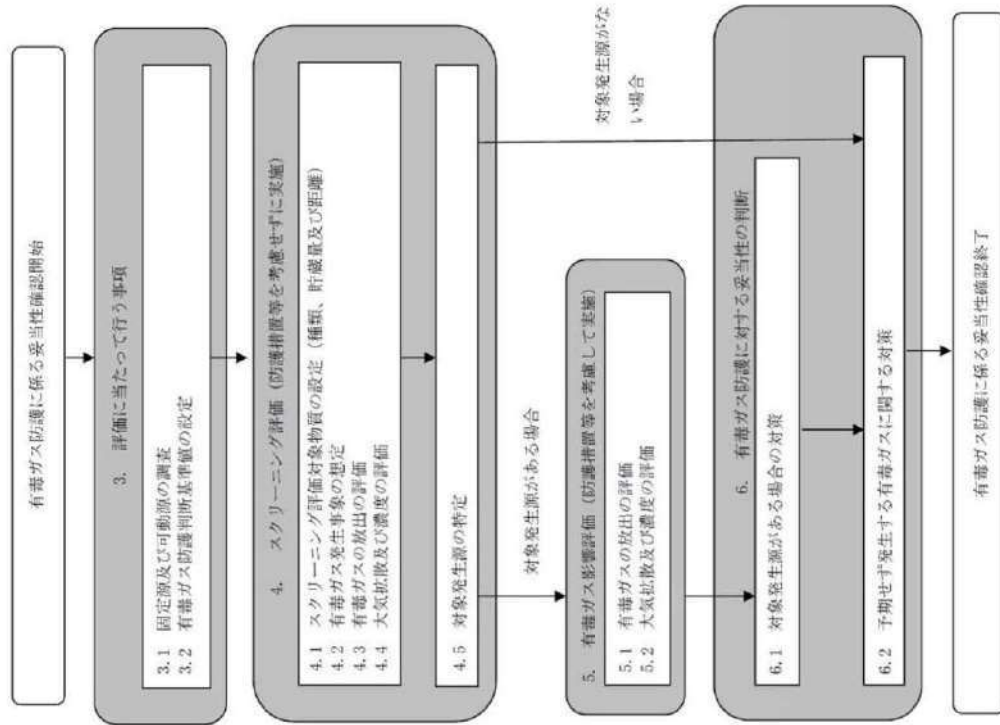 有毒ガス防護に係る妥当性確認開始
3. 評価に当たって行う事項
3.1 固定源及び可動源の調査
3.2 有毒ガス防護判断基準値の設定
4. スクリーニング評価（防護措置等を考慮せずに実施）
4.1 スクリーニング評価対象物質の設定（種類、貯蔵量及び距離）
4.2 有毒ガス発生事象の想定
4.3 有毒ガスの放出の評価
4.4 大気拡散及び濃度の評価
4.5 対象発生源の特定
対象発生源がある場合
対象発生源がな
い場合
5. 有毒ガス影響評価（防護措置等を考慮して実施）
5.1 有毒ガスの放出の評価
5.2 大気拡散及び濃度の評価
6. 有毒ガス防護に対する妥当性の判断
6.1 対象発生源がある場合の対策
6.2 予期せず発生する有毒ガスに関する対策
有毒ガス防護に係る妥当性確認終了